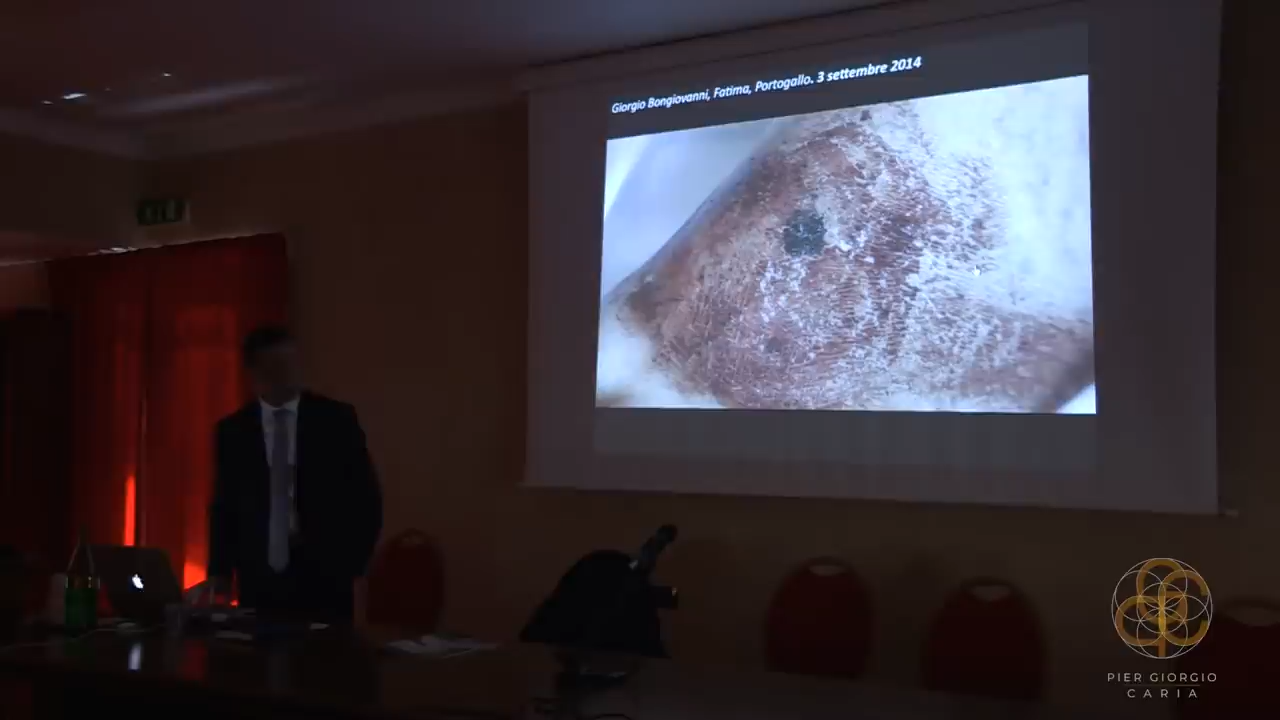 Giorgio Bongiovanni, Fatima, Portogallo. 3 settembre 2014
PIER GIORGIO
CARIA